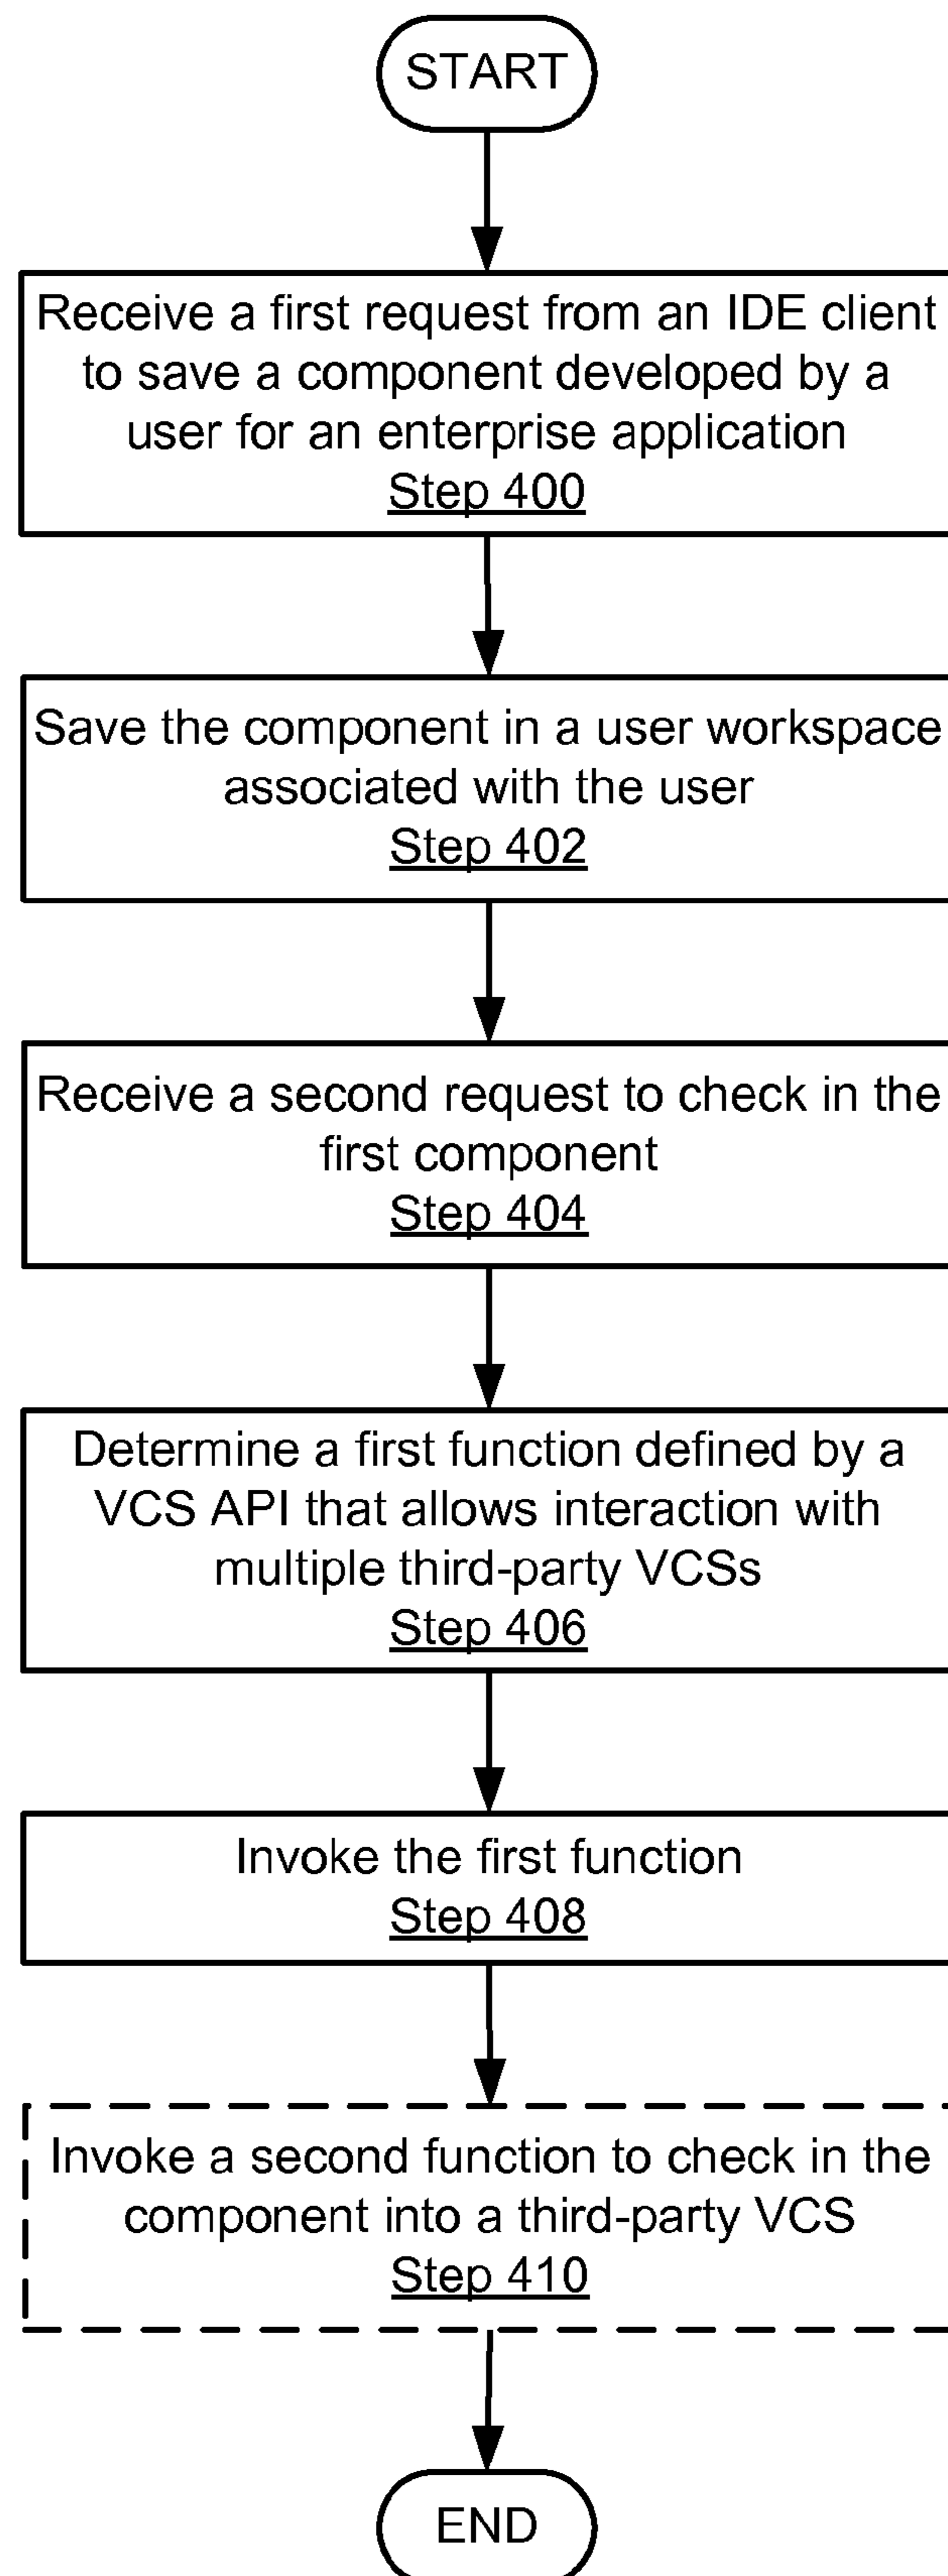 START
Receive a first request from an IDE client
to save a component developed by a
user for an enterprise application
Step 400
Save the component in a user workspace
associated with the user
Step 402
Receive a second request to check in the
first component
Step 404
Determine a first function defined by a
VCS API that allows interaction with
multiple third-party VCSs
Step 406
Invoke the first function
Step 408
Invoke a second function to check in the
component into a third-party VCS
Step 410
END